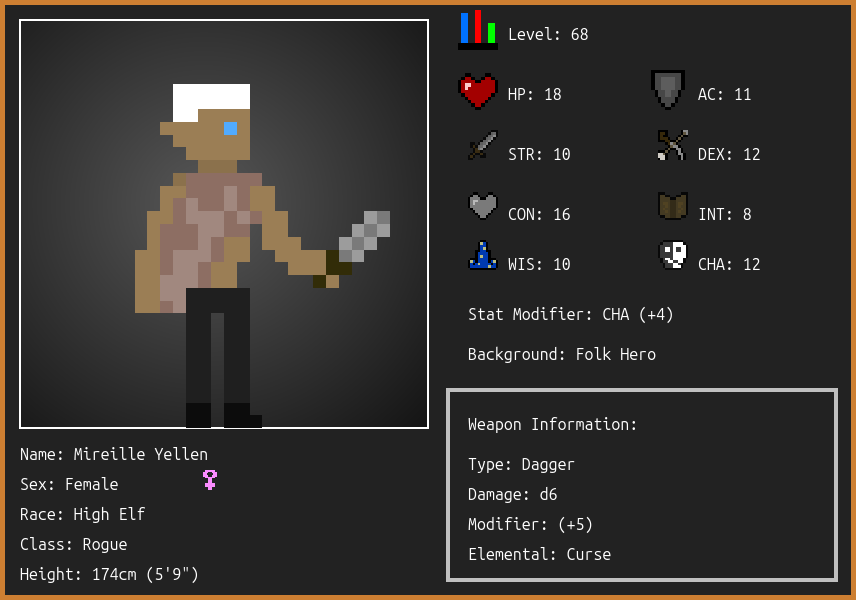 Level: 68
HP: 18
AC: 11
STR: 10
DEX: 12
CON: 16
INT: 8
WIS: 10
CHA: 12
Stat Modifier: CHA (+4)
Background: Folk Hero
Weapon Information:
Type: Dagger
Damage: d6
Modifier: (+5)
Elemental: Curse
Name: Mireille Yellen
Sex: Female
Race: High Elf
Class: Rogue
Height: 174cm (5'9")